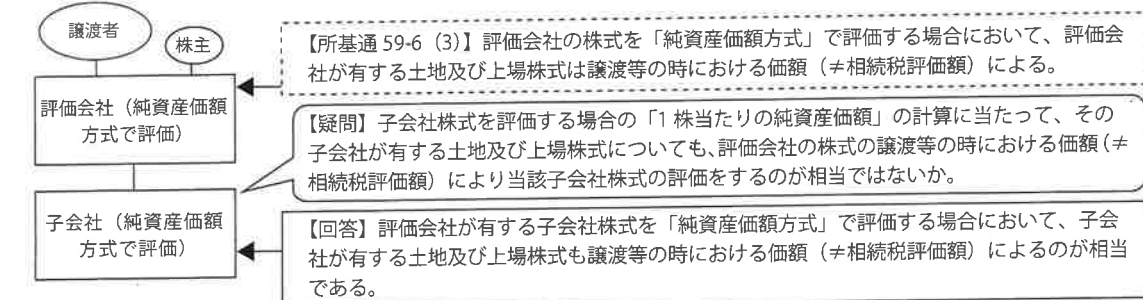 譲渡者
株主
【所基通 59-6（3）】評価会社の株式を「純資産価額方式」で評価する場合において、評価会
社が有する土地及び上場株式は譲渡等の時における価額（≠相続税評価額）による。
評価会社（純資産価額
方式で評価）
【疑問】子会社株式を評価する場合の「1 株当たりの純資産価額」の計算に当たって、その
子会社が有する土地及び上場株式についても、評価会社の株式の譲渡等の時における価額（≠
相続税評価額）により当該子会社株式の評価をするのが相当ではないか。
子会社（純資産価額
方式で評価）
【回答】評価会社が有する子会社株式を「純資産価額方式」で評価する場合において、子会
社が有する土地及び上場株式も譲渡等の時における価額（≠相続税評価額）によるのが相当
である。